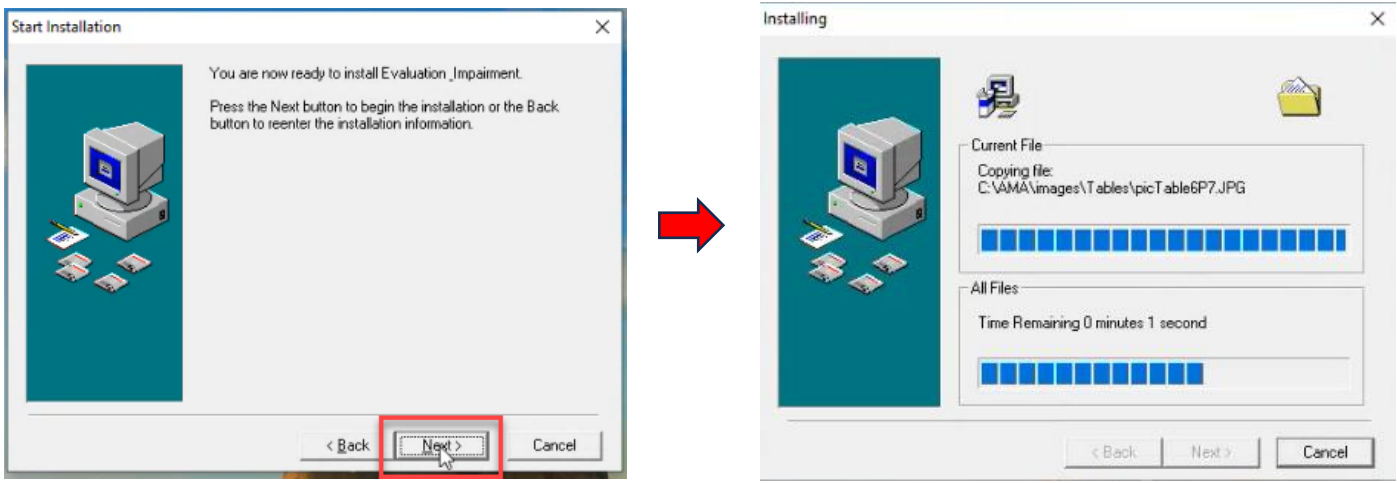 Start Installation
You are now ready to install Evaluation_Impairment.
Press the Next button to begin the installation or the Back
button to reenter the installation information.
< Back
Next >
Cancel
Installing
Current File
Copying file:
C:\AMA\images\Tables\picTable6P7.JPG
All Files
Time Remaining 0 minutes 1 second
< Back
Next >
Cancel